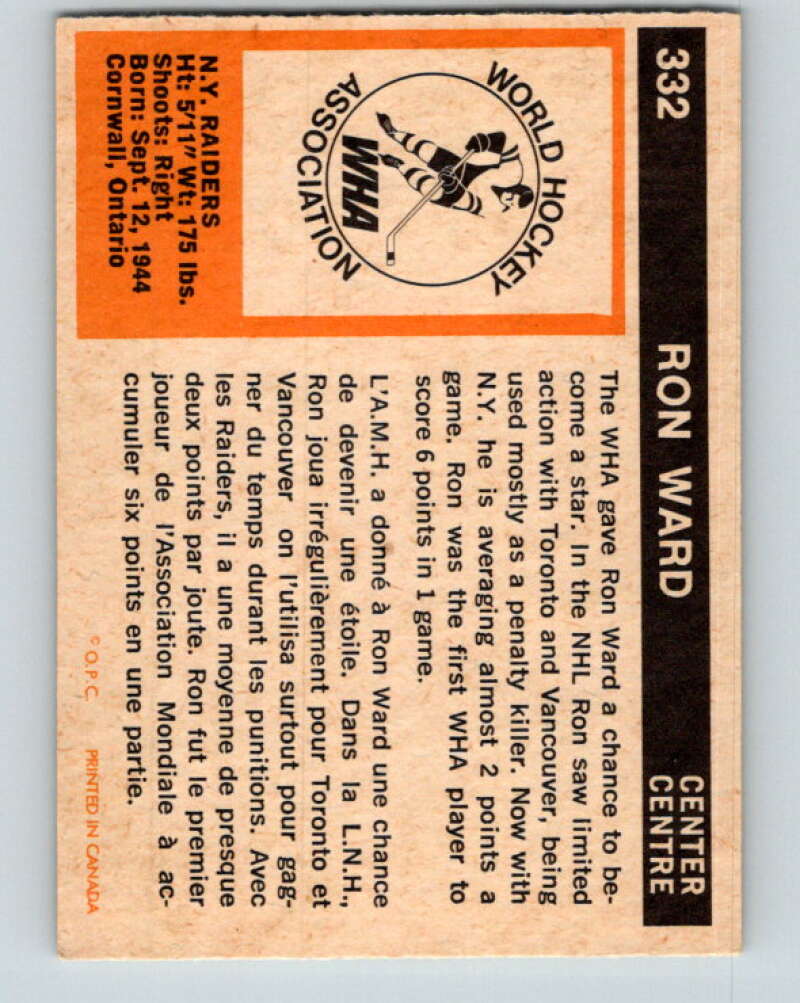 332
RON WARD
CENTER
CENTRE
WORLD HOCKEY
ASSOCIATION
WHA
N.Y. RAIDERS
Ht: 5'11" Wt: 175 lbs.
Shoots: Right
Born: Sept. 12, 1944
Cornwall, Ontario
The WHA gave Ron Ward a chance to be-
come a star. In the NHL Ron saw limited
action with Toronto and Vancouver, being
used mostly as a penalty killer. Now with
N.Y. he is averaging almost 2 points a
game. Ron was the first WHA player to
score 6 points in 1 game.
L'A.M.H. a donné à Ron Ward une chance
de devenir une étoile. Dans la L.N.H.,
Ron joua irrégulièrement pour Toronto et
Vancouver on l'utilisa surtout pour gag-
ner du temps durant les punitions. Avec
les Raiders, il a une moyenne de presque
deux points par joute. Ron fut le premier
joueur de l'Association Mondiale à ac-
cumuler six points en une partie.
© O.P.C. PRINTED IN CANADA